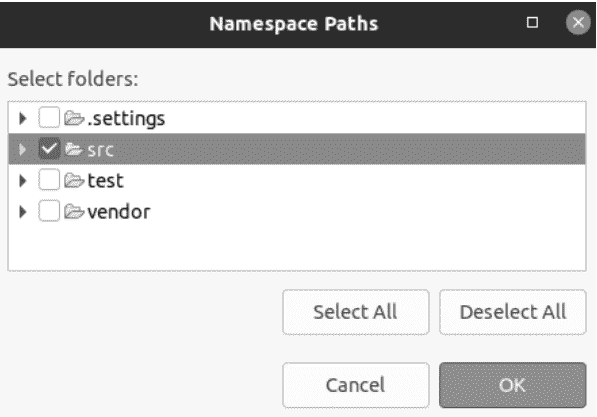 Namespace Paths
Select folders:
.settings
src
test
vendor
Select All Deselect All
Cancel OK